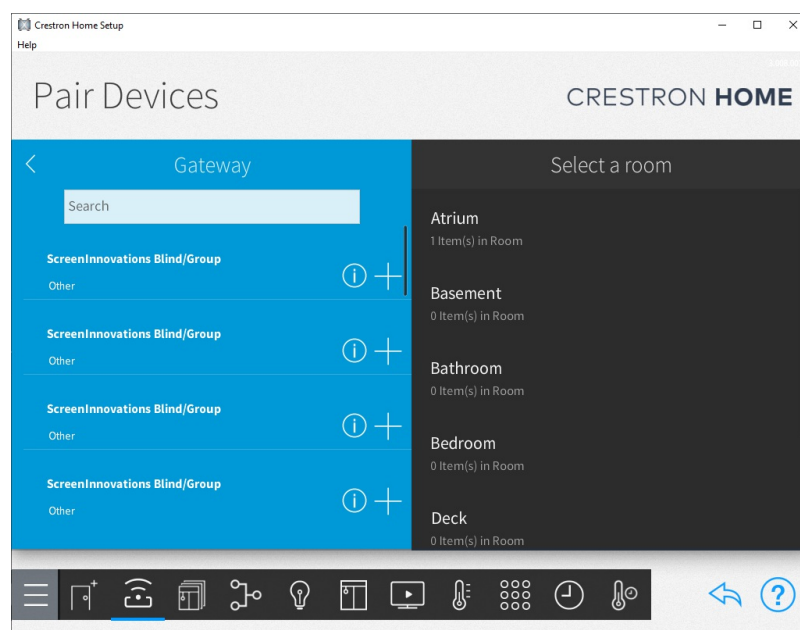 Crestron Home Setup
Help
Pair Devices
CRESTRON HOME
Gateway
Select a room
Search
ScreenInnovations Blind/Group
Other
ScreenInnovations Blind/Group
Other
ScreenInnovations Blind/Group
Other
ScreenInnovations Blind/Group
Other
Atrium
1 Item(s) in Room
Basement
0 Item(s) in Room
Bathroom
0 Item(s) in Room
Bedroom
0 Item(s) in Room
Deck
0 Item(s) in Room